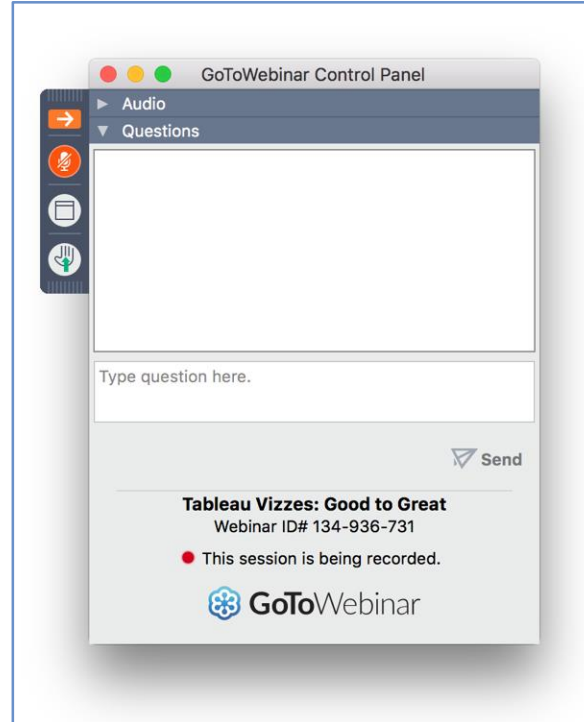 GoToWebinar Control Panel
Audio
Questions
Type question here.
Send
Tableau Vizzes: Good to Great
Webinar ID# 134-936-731
This session is being recorded.
GoToWebinar